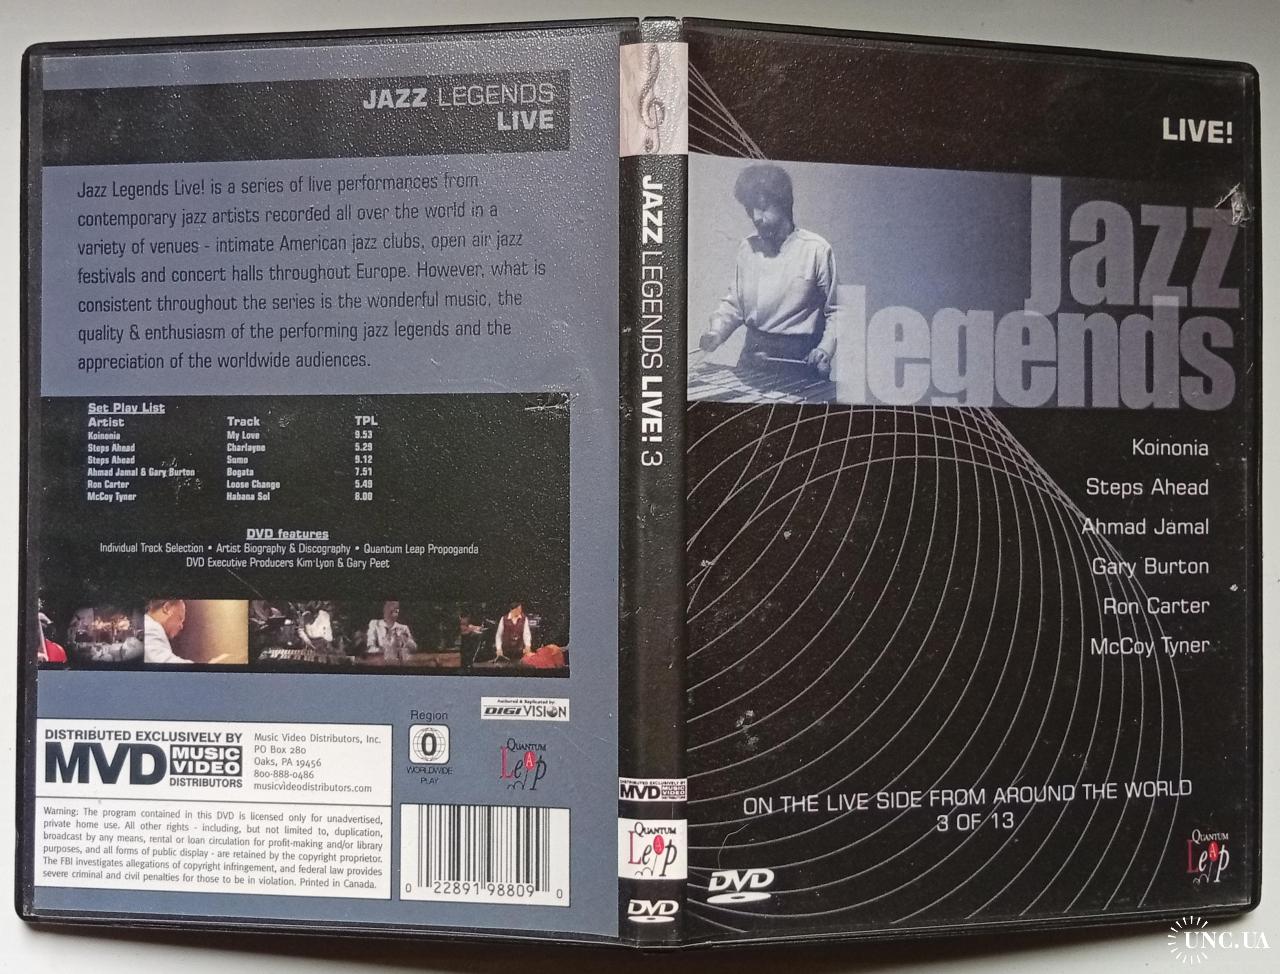 JAZZ LEGENDS
LIVE
Jazz Legends Live! is a series of live performances from
contemporary jazz artists recorded all over the world in a
variety of venues - intimate American jazz clubs, open air jazz
festivals and concert halls throughout Europe. However, what is
consistent throughout the series is the wonderful music, the
quality & enthusiasm of the performing jazz legends and the
appreciation of the worldwide audiences.
Set Play List
Artist Track TPL
Koinonia My Love 9.53
Steps Ahead Charlayne 5.29
Steps Ahead Sumo 9.12
Ahmad Jamal & Gary Burton Bogata 7.51
Ron Carter Loose Change 5.49
McCoy Tyner Habana Sol 8.00
DVD features
Individual Track Selection • Artist Biography & Discography • Quantum Leap Propoganda
DVD Executive Producers Kim Lyon & Gary Peet
Authored & Replicated by:
DIGIVISION
Region
0
WORLDWIDE
PLAY
QUANTUM
LeAp
DISTRIBUTED EXCLUSIVELY BY
MVD MUSIC
VIDEO
DISTRIBUTORS
Music Video Distributors, Inc.
PO Box 280
Oaks, PA 19456
800-888-0486
musicvideodistributors.com
Warning: The program contained in this DVD is licensed only for unadvertised,
private home use. All other rights - including, but not limited to, duplication,
broadcast by any means, rental or loan circulation for profit-making and/or library
purposes, and all forms of public display - are retained by the copyright proprietor.
The FBI investigates allegations of copyright infringement, and federal law provides
severe criminal and civil penalties for those to be in violation. Printed in Canada.
0 22891 98809 0
JAZZ LEGENDS LIVE! 3
DISTRIBUTED EXCLUSIVELY BY
MVD MUSIC
VIDEO
DISTRIBUTORS
QUANTUM
LeAp
DVD
LIVE!
Jazz
legends
Koinonia
Steps Ahead
Ahmad Jamal
Gary Burton
Ron Carter
McCoy Tyner
ON THE LIVE SIDE FROM AROUND THE WORLD
3 OF 13
DVD
QUANTUM
LeAp
UNC.UA